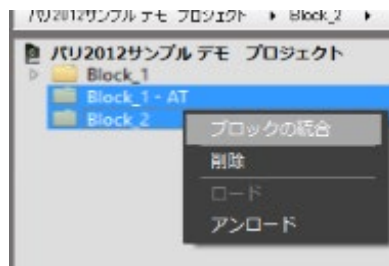 パリ2012サンプル デモ プロジェクト ▸ Block_2 ▸
パリ2012サンプル デモ プロジェクト
Block_1
Block_1 - AT
Block_2
ブロックの統合
削除
ロード
アンロード